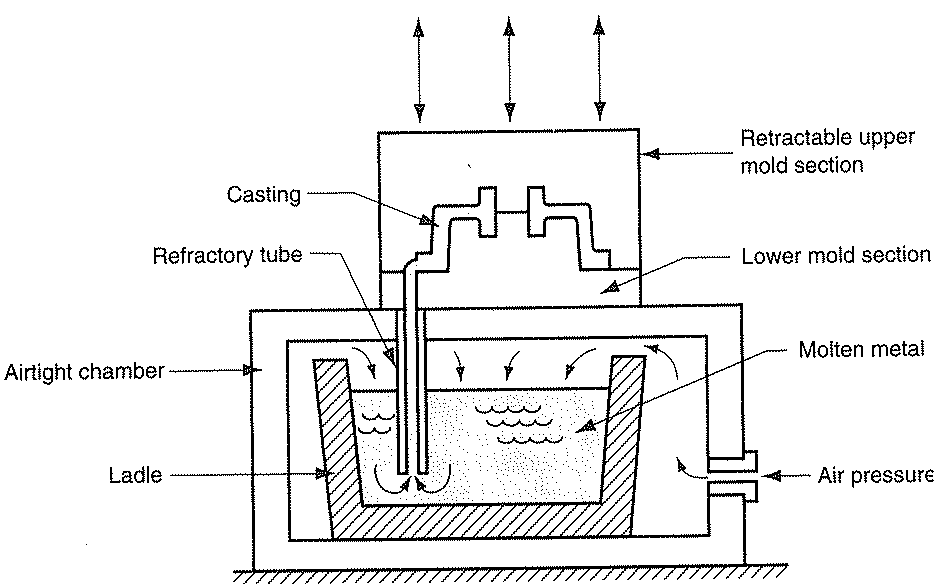 Retractable upper
mold section
Casting
Refractory tube
Lower mold section
Molten metal
Airtight chamber
Ladle
Air pressure